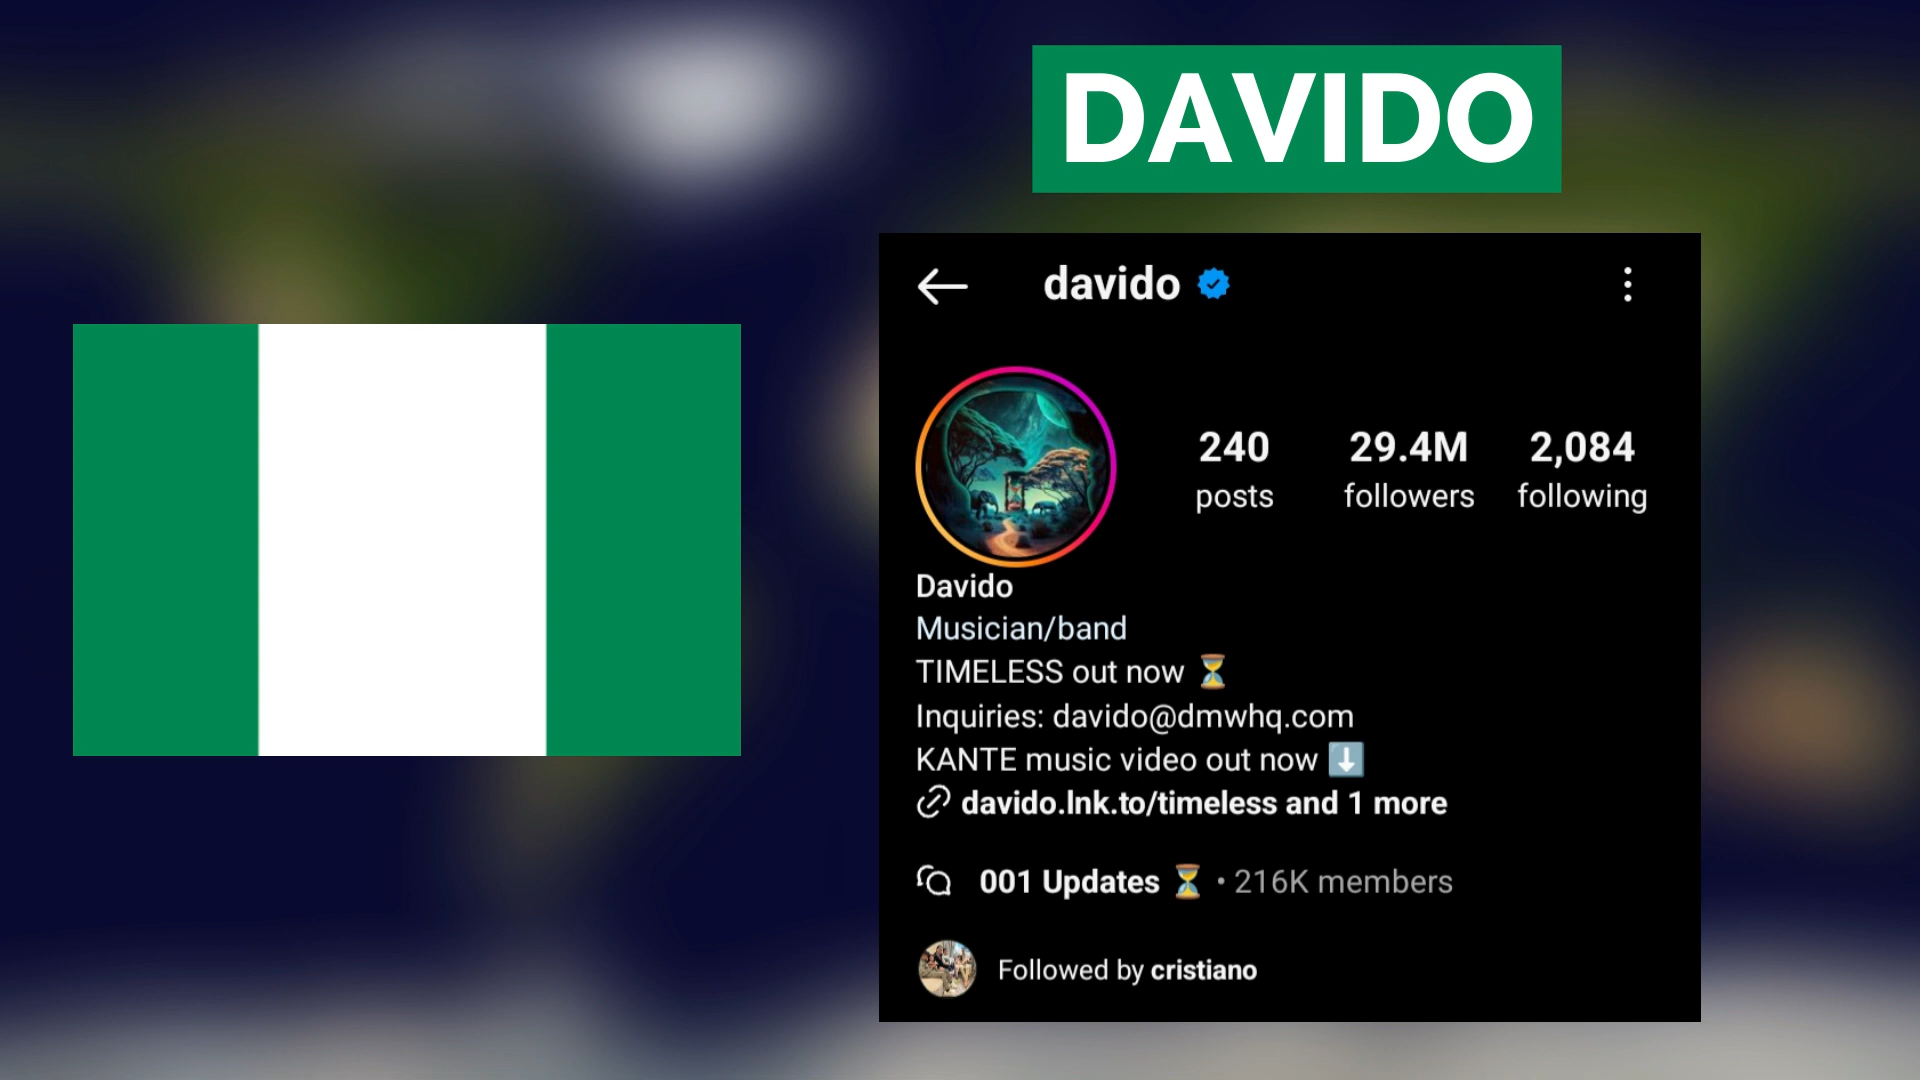 DAVIDO
davido
240 29.4M 2,084
posts followers following
Davido
Musician/band
TIMELESS out now ⏳
Inquiries: davido@dmwhq.com
KANTE music video out now ⬇️
davido.lnk.to/timeless and 1 more
001 Updates ⏳ • 216K members
Followed by cristiano